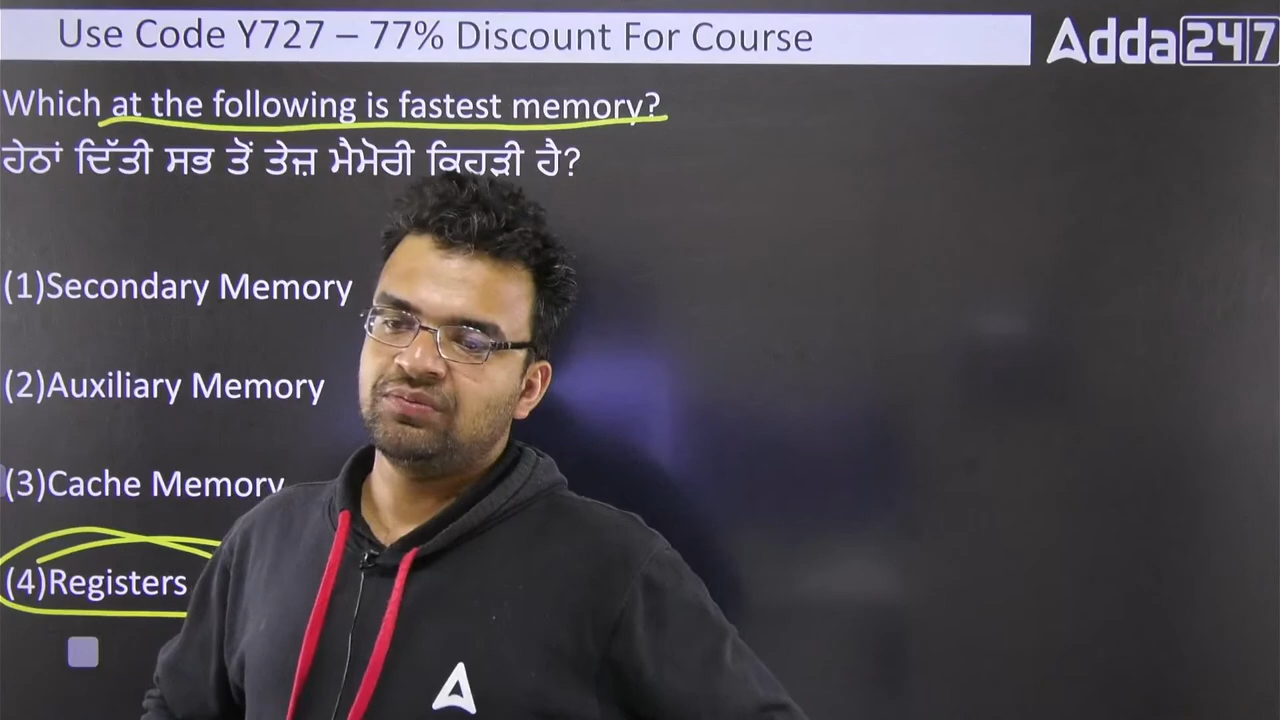 Use Code Y727 – 77% Discount For Course
Adda247
Which at the following is fastest memory?
ਹੇਠਾਂ ਦਿੱਤੀ ਸਭ ਤੋਂ ਤੇਜ਼ ਮੈਮੋਰੀ ਕਿਹੜੀ ਹੈ?
(1)Secondary Memory
(2)Auxiliary Memory
(3)Cache Memory
(4)Registers